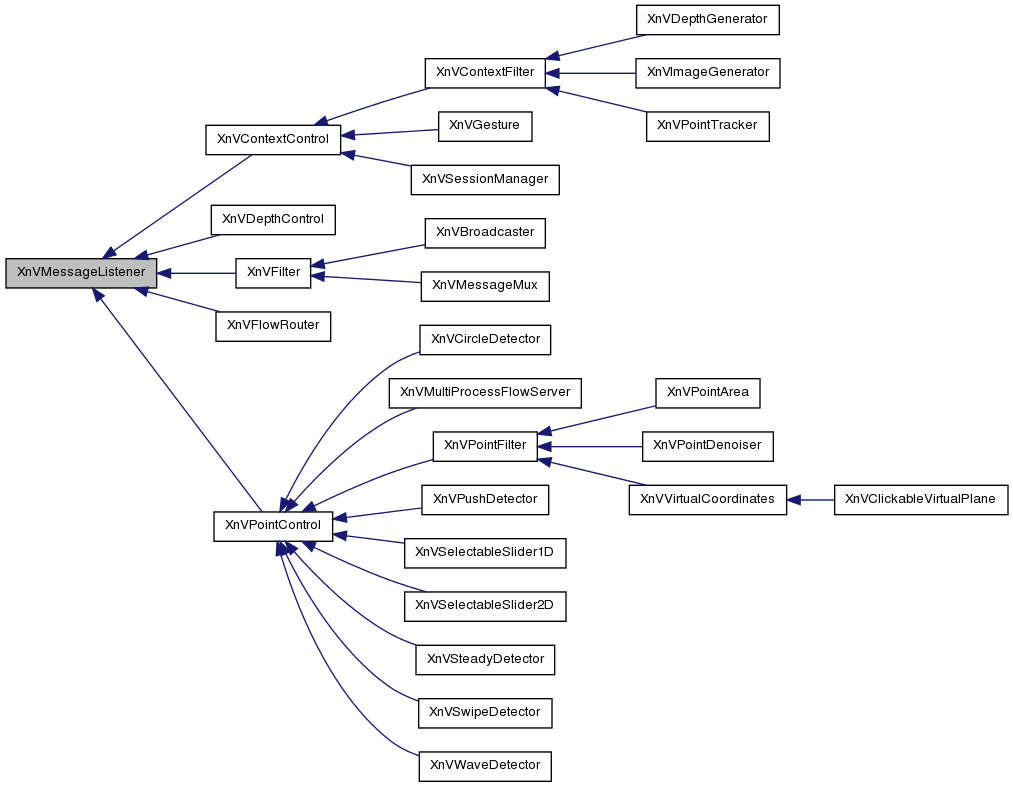 XnVDepthGenerator
XnVContextFilter
XnVImageGenerator
XnVPointTracker
XnVGesture
XnVContextControl
XnVSessionManager
XnVDepthControl
XnVBroadcaster
XnVMessageListener
XnVFilter
XnVMessageMux
XnVFlowRouter
XnVCircleDetector
XnVMultiProcessFlowServer
XnVPointArea
XnVPointFilter
XnVPointDenoiser
XnVPushDetector
XnVVirtualCoordinates
XnVClickableVirtualPlane
XnVPointControl
XnVSelectableSlider1D
XnVSelectableSlider2D
XnVSteadyDetector
XnVSwipeDetector
XnVWaveDetector